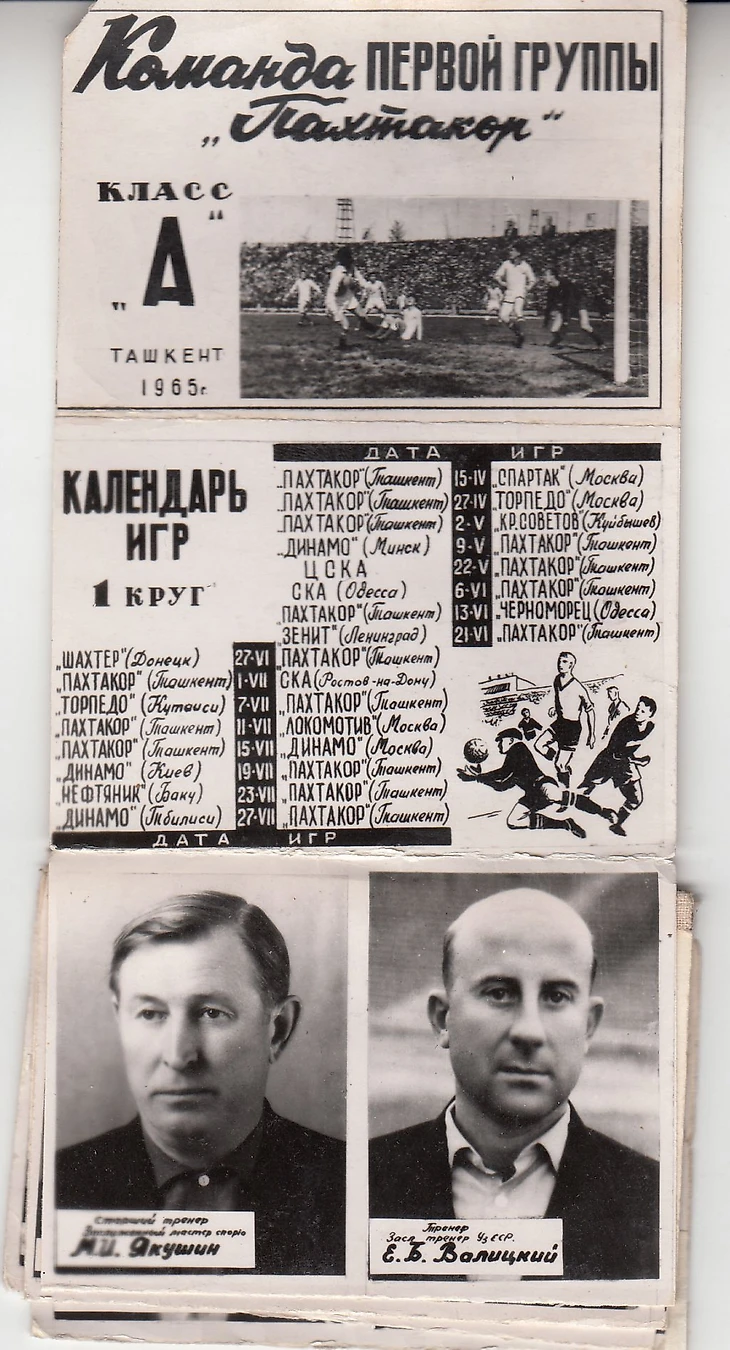 Команда ПЕРВОЙ ГРУППЫ
„Пахтакор“
КЛАСС
„А“
ТАШКЕНТ
1965г.
КАЛЕНДАРЬ
ИГР
1 КРУГ
ДАТА ИГР
„ПАХТАКОР“ (Ташкент) 15-IV „СПАРТАК“ (Москва)
„ПАХТАКОР“ (Ташкент) 27-IV „ТОРПЕДО“ (Москва)
„ПАХТАКОР“ (Ташкент) 2-V „КР.СОВЕТОВ“ (Куйбышев)
„ДИНАМО“ (Минск) 9-V „ПАХТАКОР“ (Ташкент)
ЦСКА 22-V „ПАХТАКОР“ (Ташкент)
СКА (Одесса) 6-VI „ПАХТАКОР“ (Ташкент)
„ПАХТАКОР“ (Ташкент) 13-VI „ЧЕРНОМОРЕЦ (Одесса)
„ЗЕНИТ“ (Ленинград) 21-VI „ПАХТАКОР“ (Ташкент)
„ШАХТЕР“ (Донецк) 27-VI „ПАХТАКОР“ (Ташкент)
„ПАХТАКОР“ (Ташкент) 1-VII СКА (Ростов-на-Дону)
„ТОРПЕДО“ (Кутаиси) 7-VII „ПАХТАКОР“ (Ташкент)
„ПАХТАКОР“ (Ташкент) 11-VII „ЛОКОМОТИВ“ (Москва)
„ПАХТАКОР“ (Ташкент) 15-VII „ДИНАМО“ (Москва)
„ДИНАМО“ (Киев) 19-VII „ПАХТАКОР“ (Ташкент)
„НЕФТЯНИК“ (Баку) 23-VII „ПАХТАКОР“ (Ташкент)
„ДИНАМО“ (Тбилиси) 27-VII „ПАХТАКОР“ (Ташкент)
ДАТА ИГР
Старший тренер
Заслуженный мастер спорта
М.И. Якушин
Тренер
Засл. тренер Уз ССР.
Е.Б. Валицкий